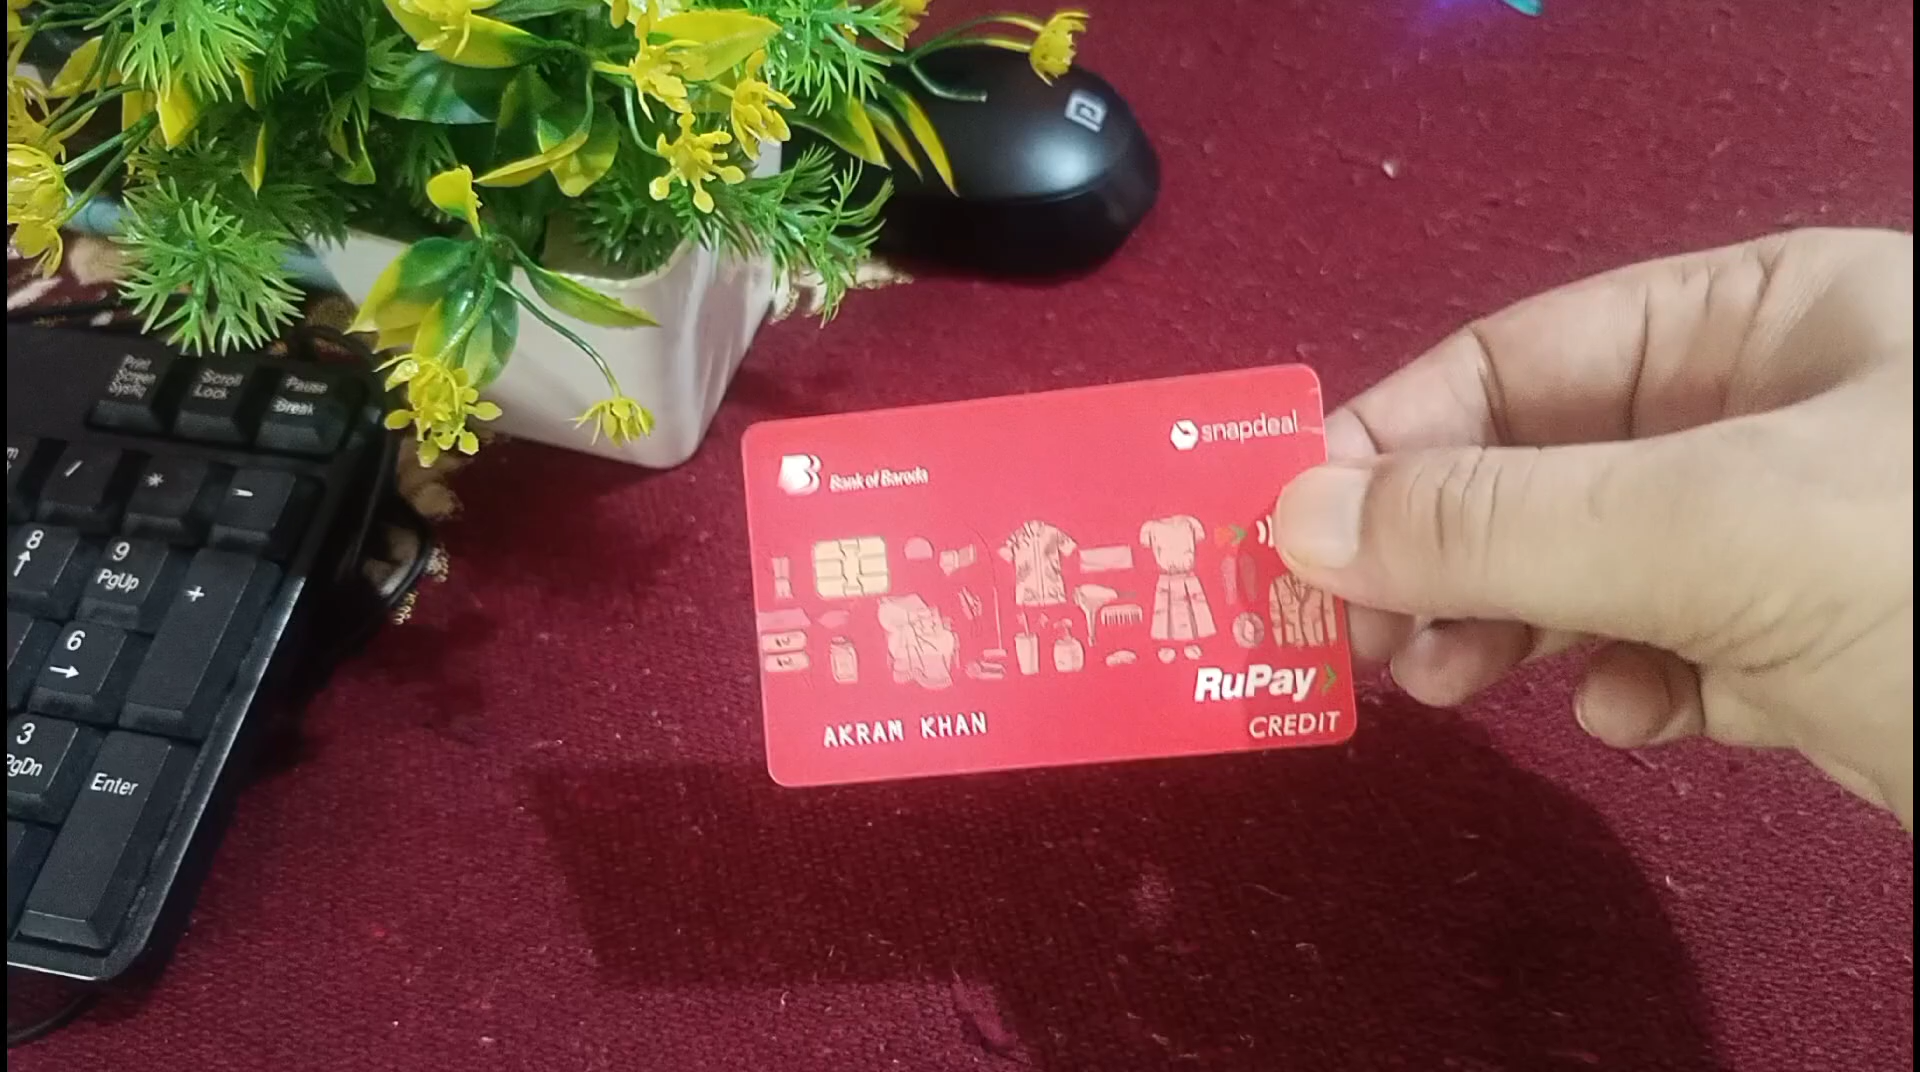 Print
Screen
SysRq
Scroll
Lock
Pause
Break
/
*
-
8
9
PgUp
+
6
3
PgDn
Enter
snapdeal
Bank of Baroda
RuPay
CREDIT
AKRAM KHAN